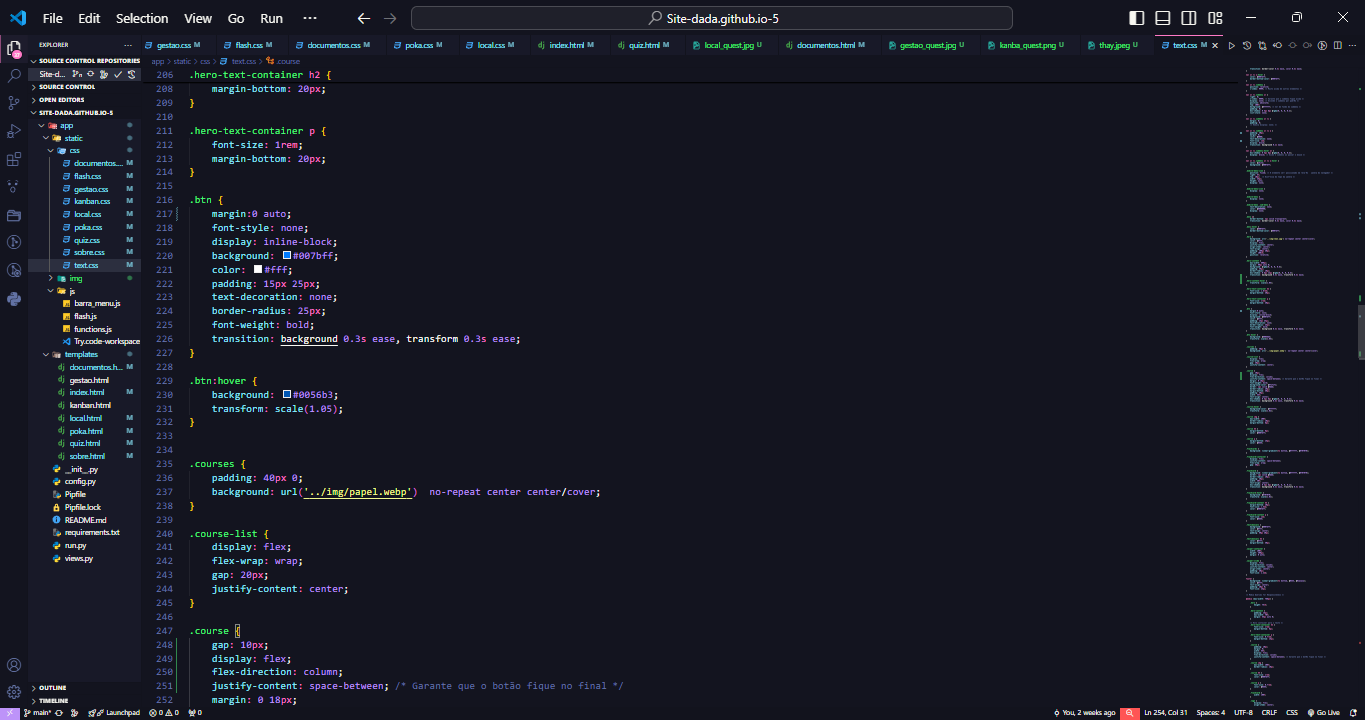 File Edit Selection View Go Run ··· Site-dada.github.io-5
EXPLORER ···
gestao.css M flash.css M documentos.css M poka.css M local.css M index.html M quiz.html M local_quest.jpg U documentos.html M gestao_quest.jpg U kanba_quest.png U thay.jpeg U text.css M
SOURCE CONTROL REPOSITORIES
Site-d...
SOURCE CONTROL
OPEN EDITORS
SITE-DADA.GITHUB.IO-5
app
static
css
documentos.... M
flash.css M
gestao.css M
kanban.css M
local.css M
poka.css M
quiz.css M
sobre.css M
text.css M
img
js
barra_menu.js
flash.js
functions.js
Try.code-workspace
templates
documentos.h... M
gestao.html
index.html M
kanban.html
local.html M
poka.html M
quiz.html M
sobre.html M
__init__.py
config.py
Pipfile
Pipfile.lock
README.md
requirements.txt
run.py
views.py
OUTLINE
TIMELINE
app > static > css > text.css > .course
206 .hero-text-container h2 {
208 margin-bottom: 20px;
209 }
210
211 .hero-text-container p {
212 font-size: 1rem;
213 margin-bottom: 20px;
214 }
215
216 .btn {
217 margin:0 auto;
218 font-style: none;
219 display: inline-block;
220 background: #007bff;
221 color: #fff;
222 padding: 15px 25px;
223 text-decoration: none;
224 border-radius: 25px;
225 font-weight: bold;
226 transition: background 0.3s ease, transform 0.3s ease;
227 }
228
229 .btn:hover {
230 background: #0056b3;
231 transform: scale(1.05);
232 }
233
234
235 .courses {
236 padding: 40px 0;
237 background: url('../img/papel.webp') no-repeat center center/cover;
238 }
239
240 .course-list {
241 display: flex;
242 flex-wrap: wrap;
243 gap: 20px;
244 justify-content: center;
245 }
246
247 .course {
248 gap: 10px;
249 display: flex;
250 flex-direction: column;
251 justify-content: space-between; /* Garante que o botão fique no final */
252 margin: 0 18px;
main* Launchpad 0 0 0 You, 2 weeks ago Ln 254, Col 31 Spaces: 4 UTF-8 CRLF CSS Go Live